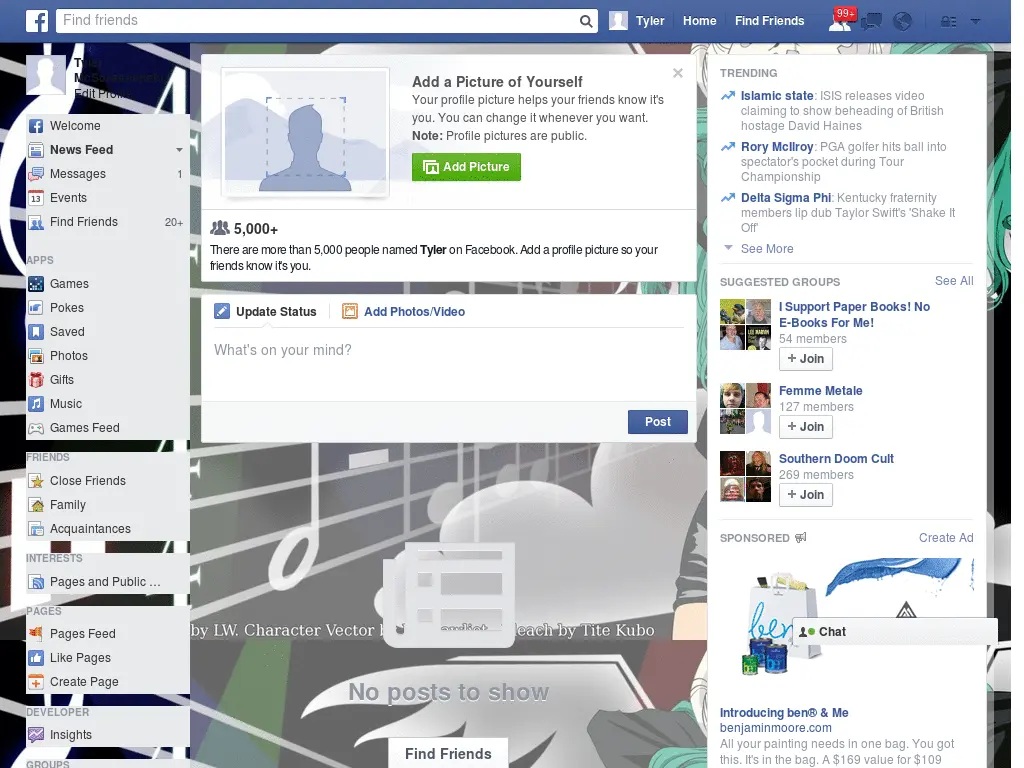 Find friends
Tyler
Home
Find Friends
99+
Tyler
Edit
Welcome
News Feed
Messages 1
Events
Find Friends 20+
APPS
Games
Pokes
Saved
Photos
Gifts
Music
Games Feed
FRIENDS
Close Friends
Family
Acquaintances
INTERESTS
Pages and Public ...
PAGES
Pages Feed
Like Pages
Create Page
DEVELOPER
Insights
GROUPS
Add a Picture of Yourself
Your profile picture helps your friends know it's
you. You can change it whenever you want.
Note: Profile pictures are public.
Add Picture
5,000+
There are more than 5,000 people named Tyler on Facebook. Add a profile picture so your
friends know it's you.
Update Status
Add Photos/Video
What's on your mind?
Post
by LW. Character Vector b
leach by Tite Kubo
No posts to show
Find Friends
TRENDING
Islamic state: ISIS releases video
claiming to show beheading of British
hostage David Haines
Rory McIlroy: PGA golfer hits ball into
spectator's pocket during Tour
Championship
Delta Sigma Phi: Kentucky fraternity
members lip dub Taylor Swift's 'Shake It
Off'
See More
SUGGESTED GROUPS See All
I Support Paper Books! No
E-Books For Me!
54 members
+ Join
Femme Metale
127 members
+ Join
Southern Doom Cult
269 members
+ Join
SPONSORED Create Ad
ben
Chat
Introducing ben® & Me
benjaminmoore.com
All your painting needs in one bag. You got
this. It's in the bag. A $169 value for $109